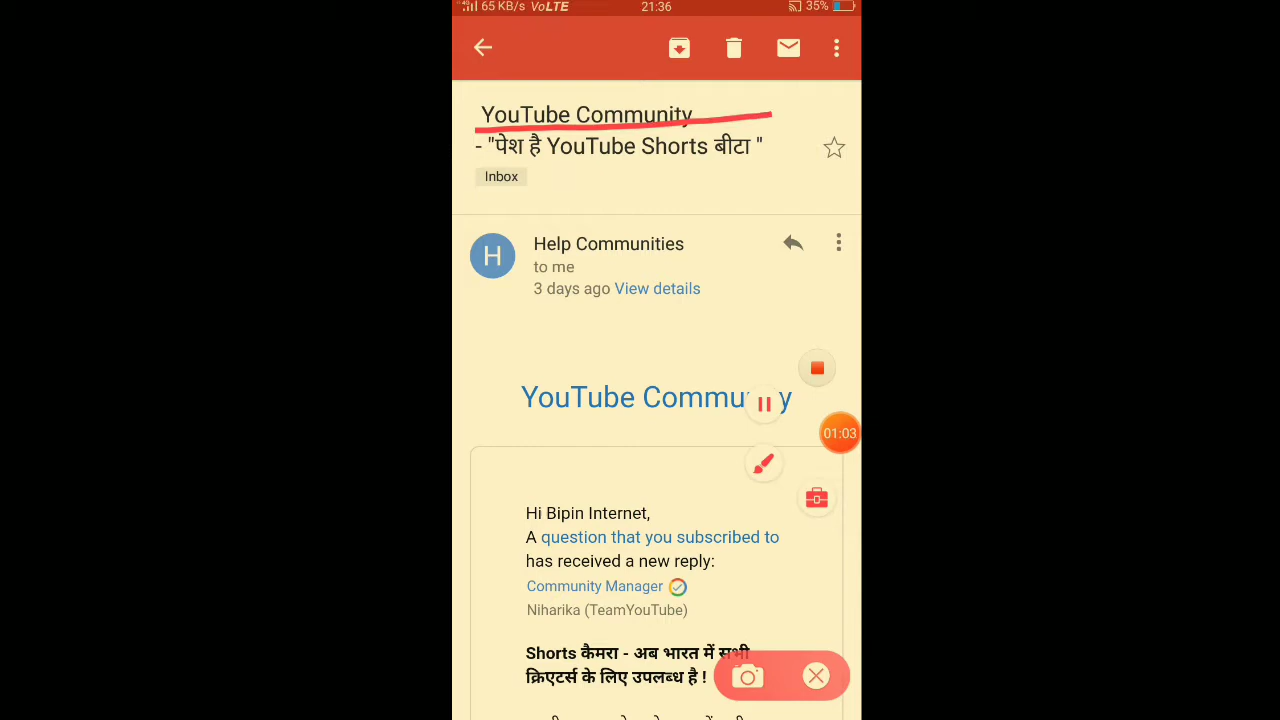 65 KB/s VoLTE 21:36 35%
YouTube Community
- "पेश है YouTube Shorts बीटा "
Inbox
H
Help Communities
to me
3 days ago View details
YouTube Commu y
01:03
Hi Bipin Internet,
A question that you subscribed to
has received a new reply:
Community Manager
Niharika (TeamYouTube)
Shorts कैमरा - अब भारत में सभी
क्रिएटर्स के लिए उपलब्ध है !